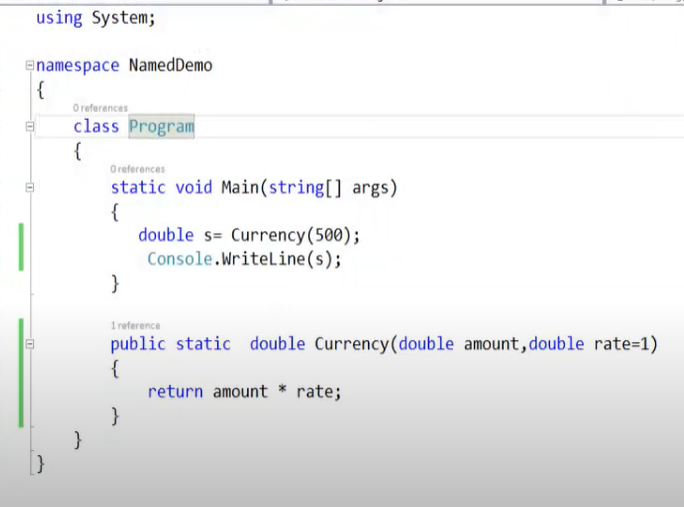 using System;
namespace NamedDemo
{
0 references
class Program
{
0 references
static void Main(string[] args)
{
double s= Currency(500);
Console.WriteLine(s);
}
1 reference
public static  double Currency(double amount,double rate=1)
{
return amount * rate;
}
}
}